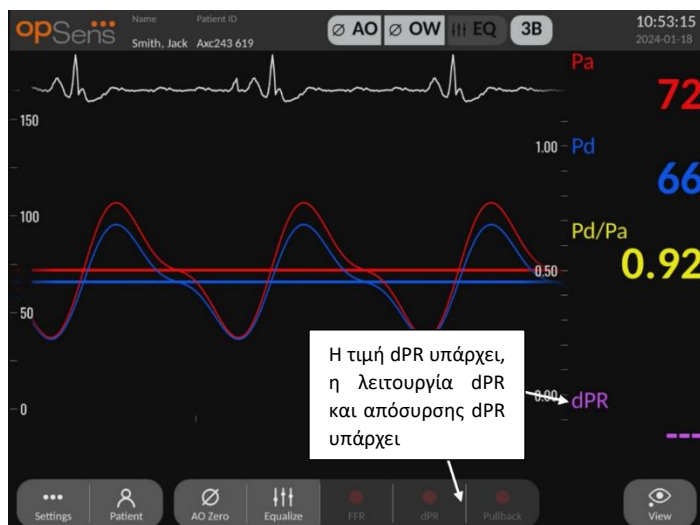 opSens
Name
Patient ID
Smith, Jack
Axc243 619
Ø AO
Ø OW
EQ
3B
10:53:15
2024-01-18
Pa
72
150
1.00
Pd
66
100
Pd/Pa
0.92
0.50
50
Η τιμή dPR υπάρχει,
η λειτουργία dPR
και απόσυρσης dPR
υπάρχει
0.00
dPR
0
---
Settings
Patient
AO Zero
Equalize
FFR
dPR
Pullback
View